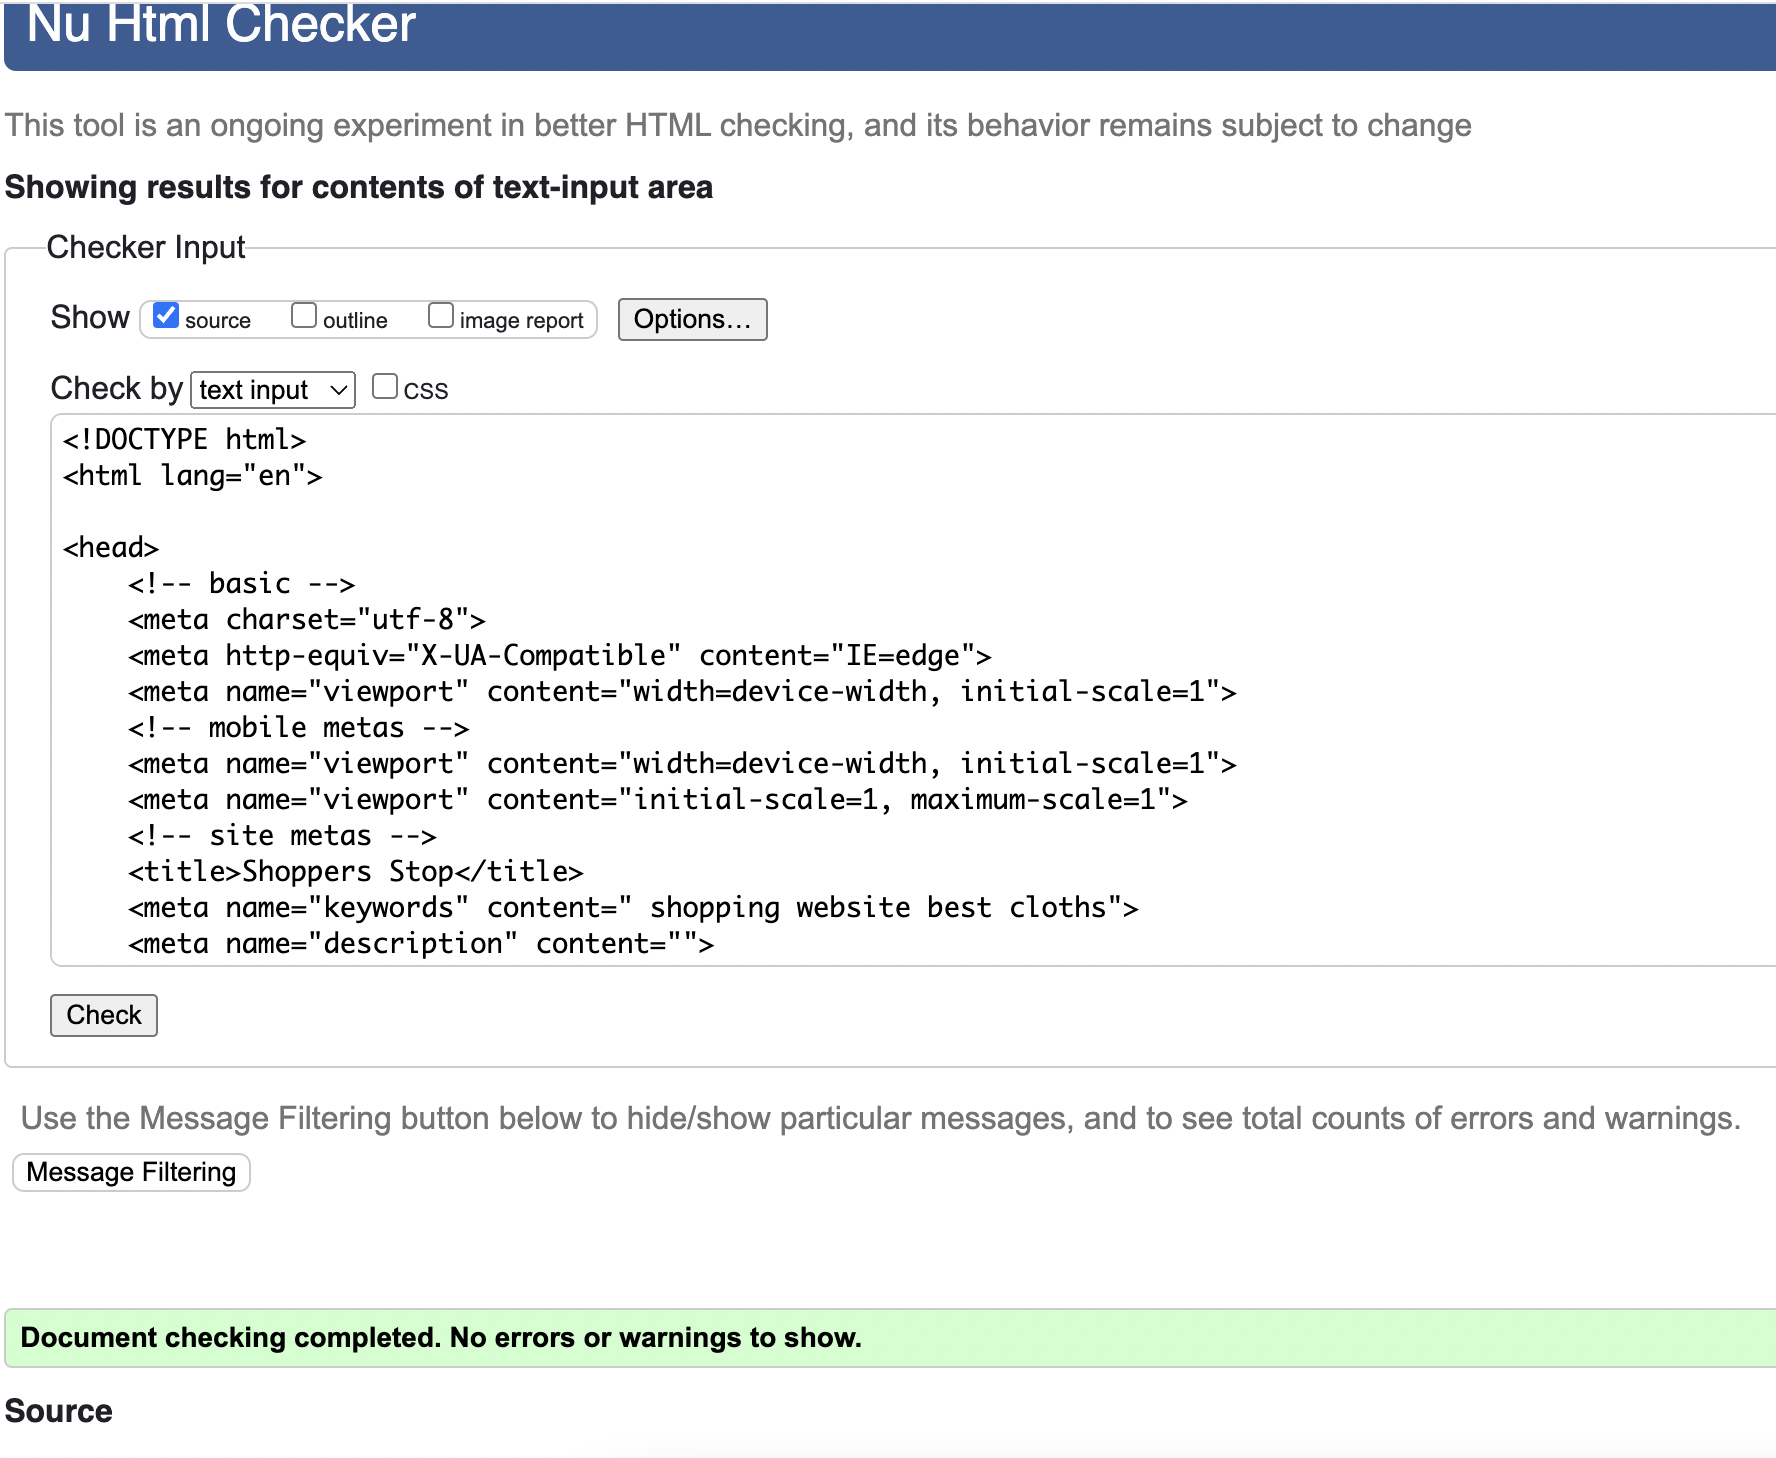 Nu Html Checker
This tool is an ongoing experiment in better HTML checking, and its behavior remains subject to change
Showing results for contents of text-input area
Checker Input
Show source outline image report Options...
Check by text input css
<!DOCTYPE html>
<html lang="en">
<head>
<!-- basic -->
<meta charset="utf-8">
<meta http-equiv="X-UA-Compatible" content="IE=edge">
<meta name="viewport" content="width=device-width, initial-scale=1">
<!-- mobile metas -->
<meta name="viewport" content="width=device-width, initial-scale=1">
<meta name="viewport" content="initial-scale=1, maximum-scale=1">
<!-- site metas -->
<title>Shoppers Stop</title>
<meta name="keywords" content=" shopping website best cloths">
<meta name="description" content="">
Check
Use the Message Filtering button below to hide/show particular messages, and to see total counts of errors and warnings.
Message Filtering
Document checking completed. No errors or warnings to show.
Source